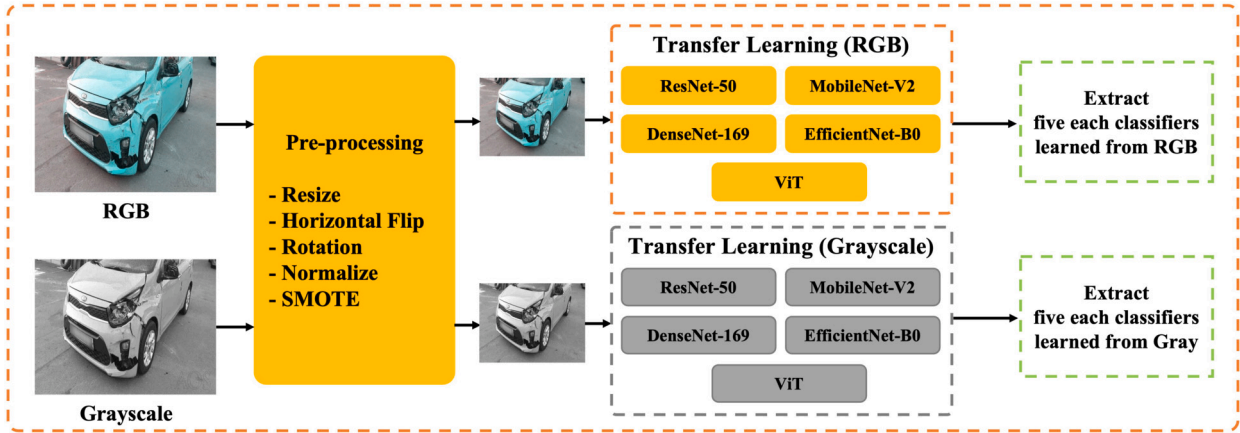 RGB
Grayscale
Pre-processing
- Resize
- Horizontal Flip
- Rotation
- Normalize
- SMOTE
Transfer Learning (RGB)
ResNet-50
MobileNet-V2
DenseNet-169
EfficientNet-B0
ViT
Transfer Learning (Grayscale)
ResNet-50
MobileNet-V2
DenseNet-169
EfficientNet-B0
ViT
Extract
five each classifiers
learned from RGB
Extract
five each classifiers
learned from Gray